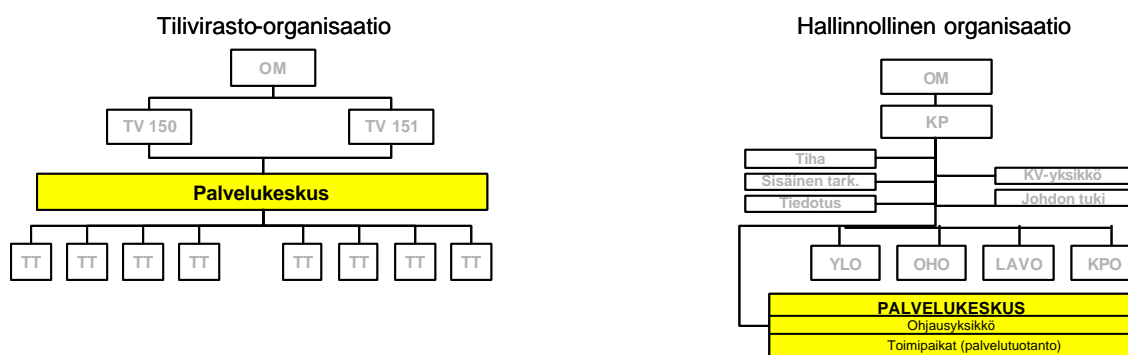 Tilivirasto-organisaatio
OM
TV 150 TV 151
Palvelukeskus
TT TT TT TT TT TT TT TT
Hallinnollinen organisaatio
OM
KP
Tiha
Sisäinen tark.
Tiedotus
KV-yksikkö
Johdon tuki
YLO OHO LAVO KPO
PALVELUKESKUS
Ohjausyksikkö
Toimipaikat (palvelutuotanto)